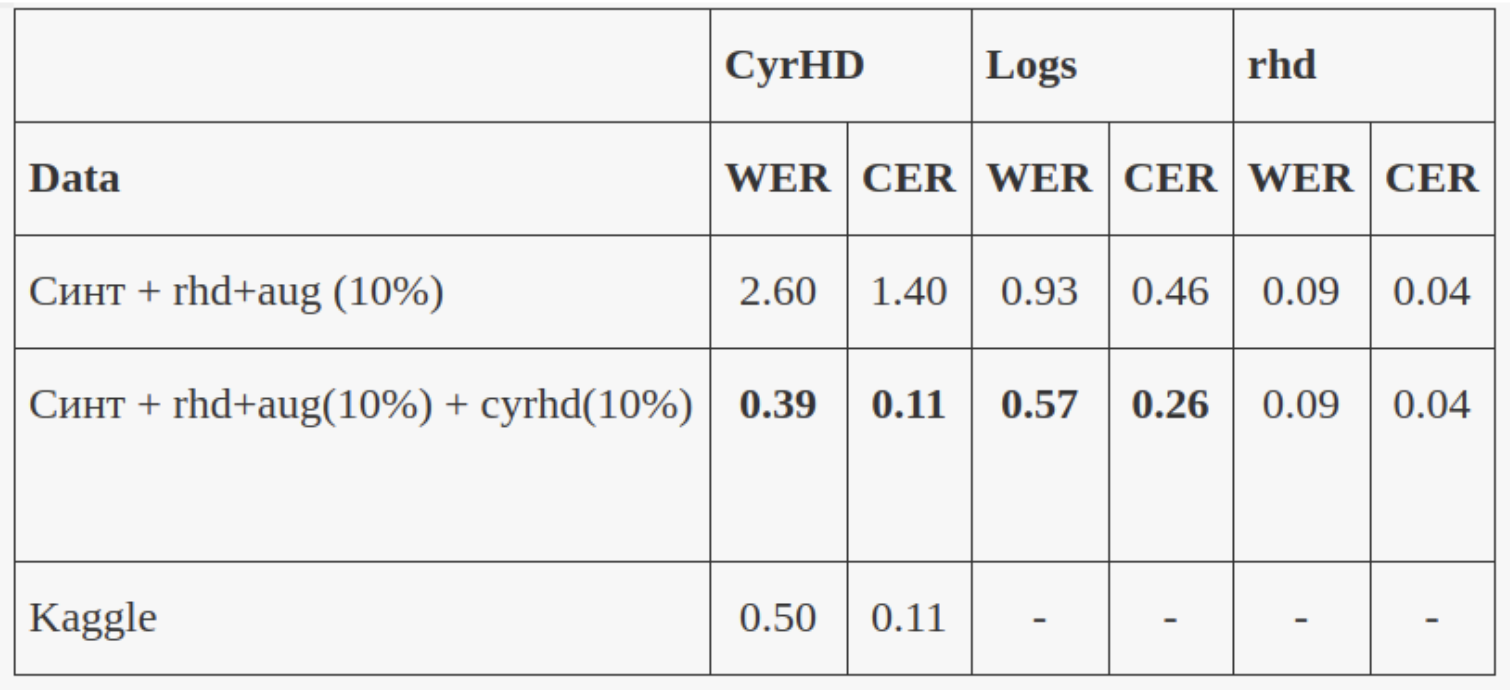 CyrHD Logs rhd
Data WER CER WER CER WER CER
Синт + rhd+aug (10%) 2.60 1.40 0.93 0.46 0.09 0.04
Синт + rhd+aug(10%) + cyrhd(10%) 0.39 0.11 0.57 0.26 0.09 0.04
Kaggle 0.50 0.11 - - - -